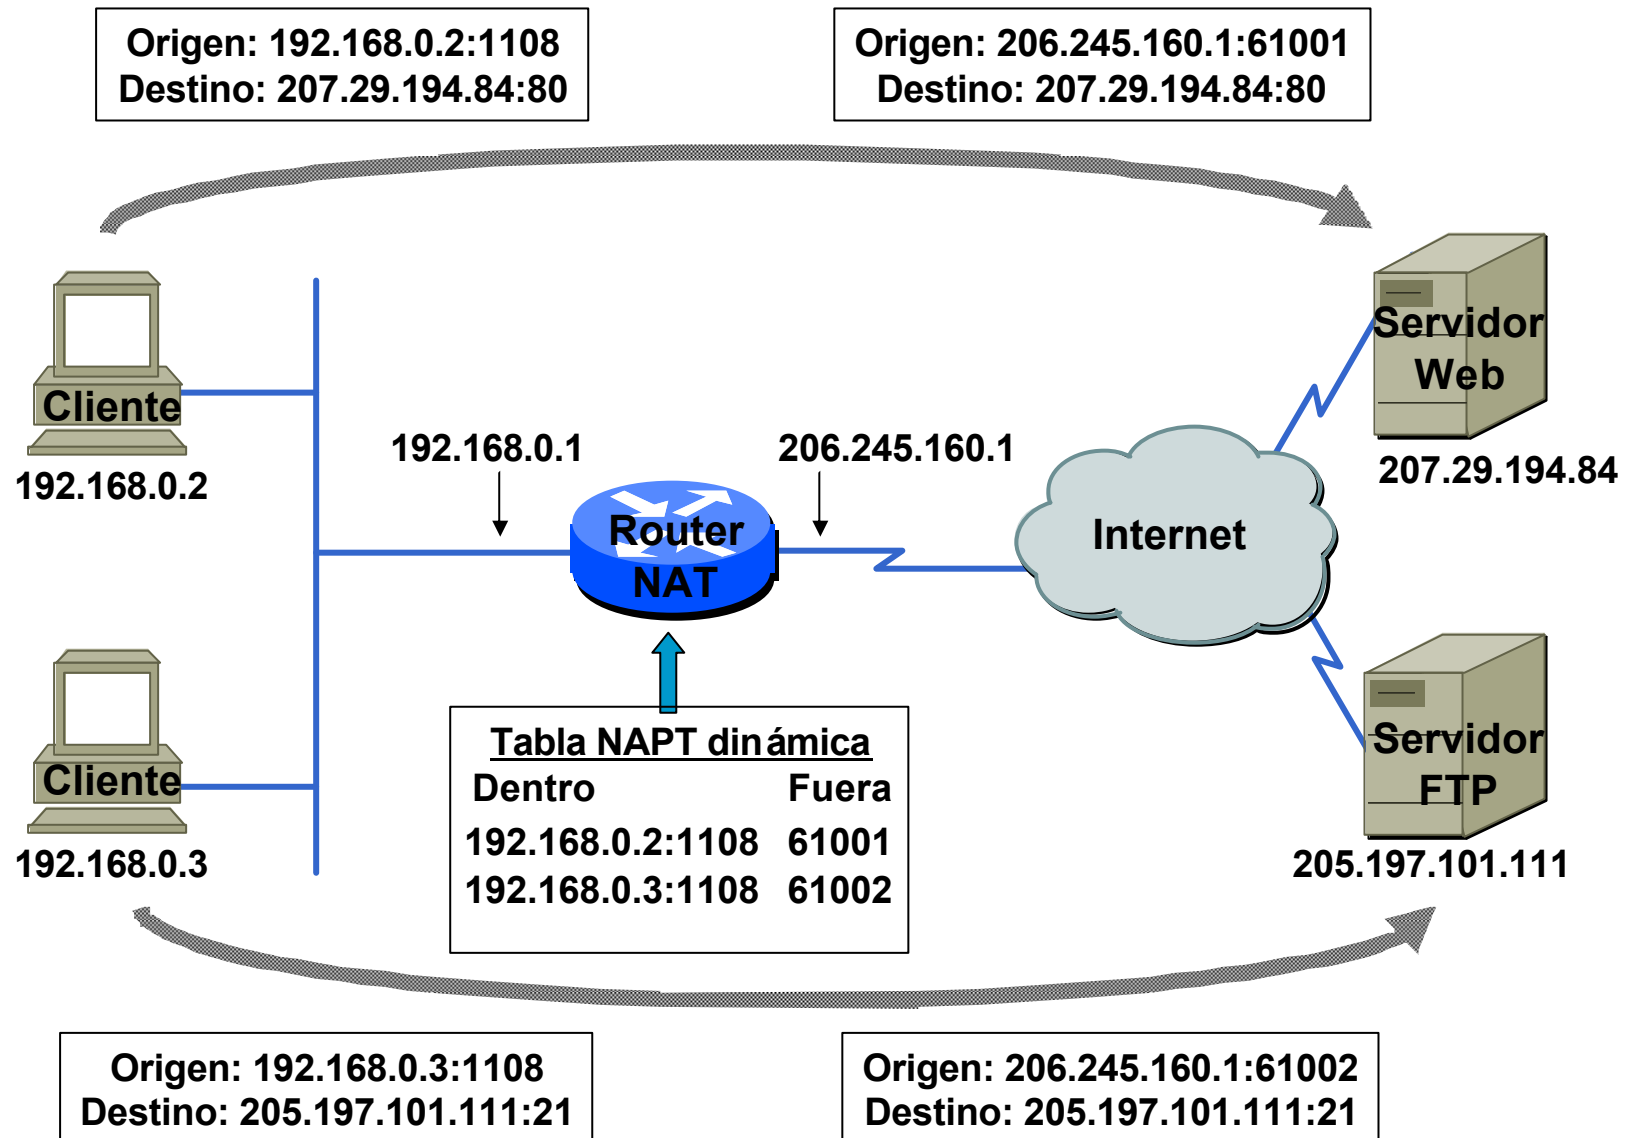 Origen: 192.168.0.2:1108
Destino: 207.29.194.84:80
Origen: 206.245.160.1:61001
Destino: 207.29.194.84:80
Cliente
192.168.0.2
192.168.0.1
206.245.160.1
Router
NAT
Internet
Servidor
Web
207.29.194.84
Cliente
192.168.0.3
Tabla NAPT dinámica
Dentro Fuera
192.168.0.2:1108 61001
192.168.0.3:1108 61002
Servidor
FTP
205.197.101.111
Origen: 192.168.0.3:1108
Destino: 205.197.101.111:21
Origen: 206.245.160.1:61002
Destino: 205.197.101.111:21